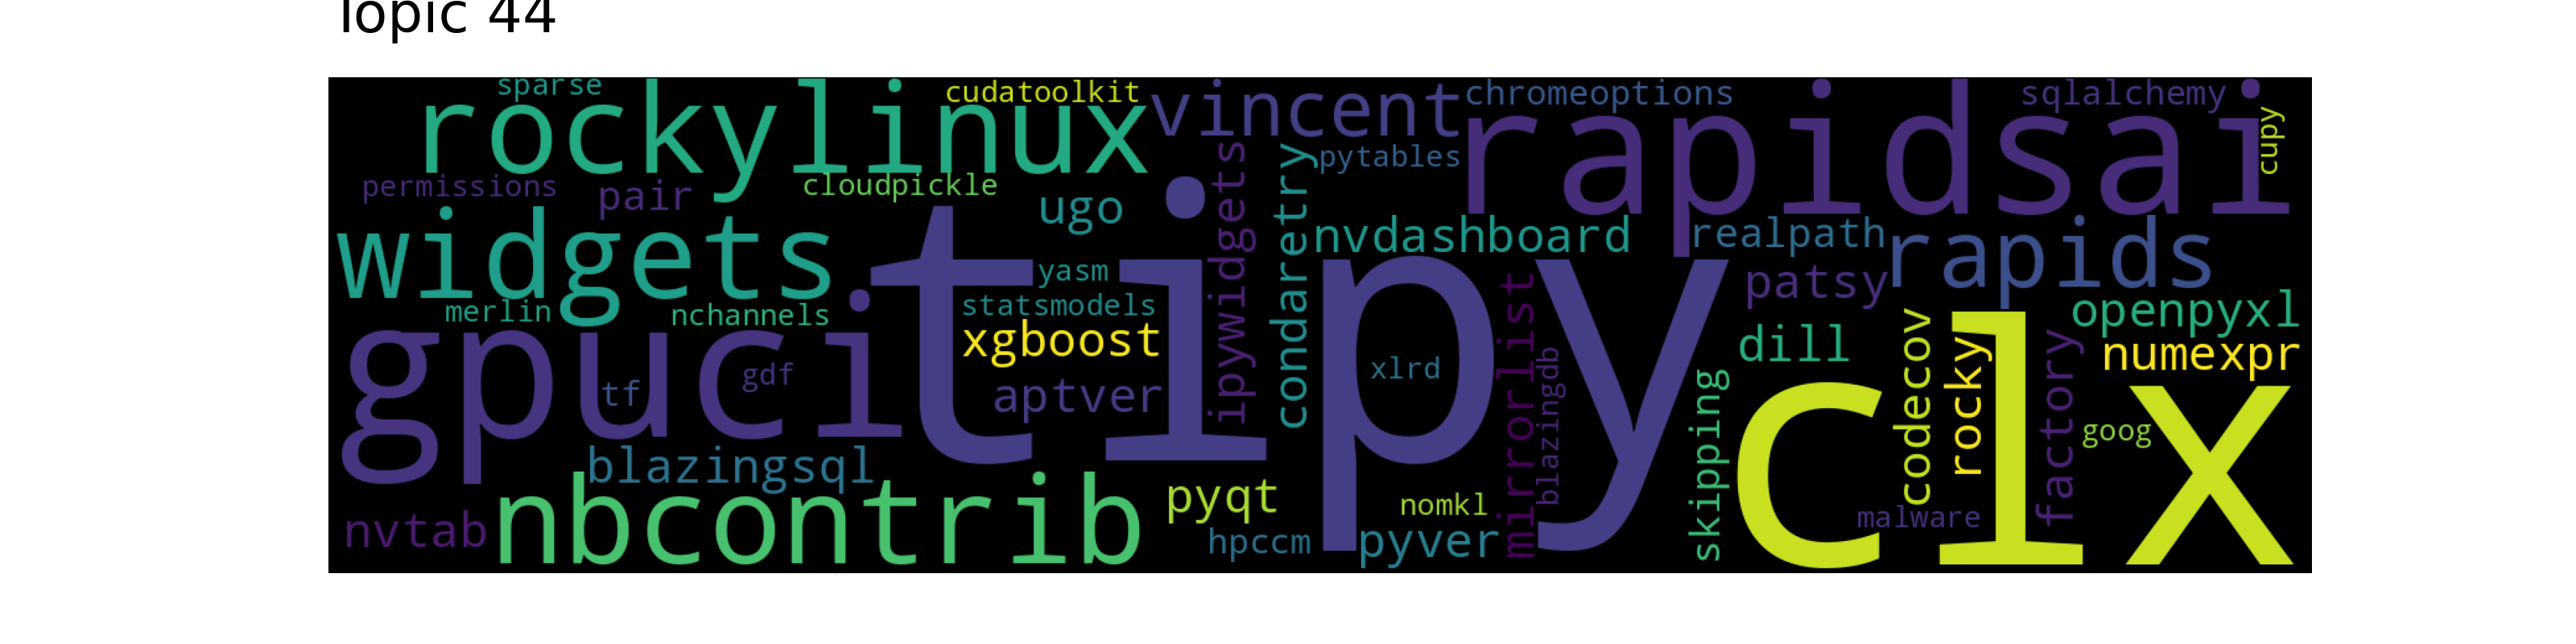 Topic 44
sparse
rockylinux
cudatoolkit
vincent
chromeoptions
rapidsai
sqlalchemy
cupy
permissions
pair
cloudpickle
ugo
ipywidgets
condaretry
pytables
nvdashboard
realpath
rapids
widgets
merlin
nchannels
yasm
statsmodels
tipy
patsy
openpyxl
gpuci
tf
gdf
xgboost
aptver
xlrd
mirrorlist
blazingdb
dill
skipping
codecov
rocky
factory
numexpr
goog
clx
malware
blazingsql
nvtab
nbcontrib
pyqt
nomkl
hpccm
pyver